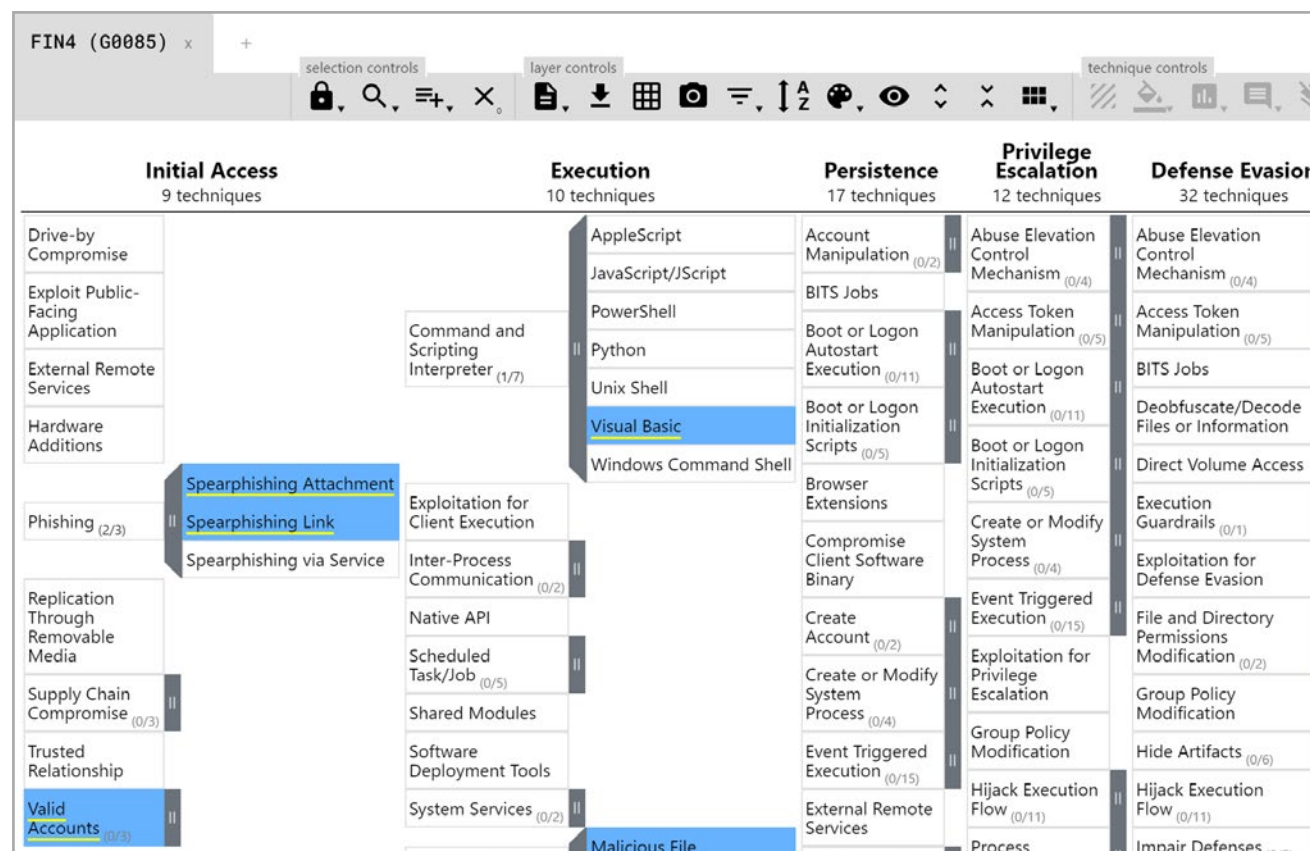 FIN4 (G0085) x +
selection controls
layer controls
technique controls
Initial Access
9 techniques
Drive-by
Compromise
Exploit Public-
Facing
Application
External Remote
Services
Hardware
Additions
Phishing (2/3)
Spearphishing Attachment
Spearphishing Link
Spearphishing via Service
Replication
Through
Removable
Media
Supply Chain
Compromise (0/3)
Trusted
Relationship
Valid
Accounts (0/3)
Execution
10 techniques
Command and
Scripting
Interpreter (1/7)
AppleScript
JavaScript/JScript
PowerShell
Python
Unix Shell
Visual Basic
Windows Command Shell
Exploitation for
Client Execution
Inter-Process
Communication (0/2)
Native API
Scheduled
Task/Job (0/5)
Shared Modules
Software
Deployment Tools
System Services (0/2)
Malicious File
Persistence
17 techniques
Account
Manipulation (0/2)
BITS Jobs
Boot or Logon
Autostart
Execution (0/11)
Boot or Logon
Initialization
Scripts (0/5)
Browser
Extensions
Compromise
Client Software
Binary
Create
Account (0/2)
Create or Modify
System
Process (0/4)
Event Triggered
Execution (0/15)
External Remote
Services
Privilege
Escalation
12 techniques
Abuse Elevation
Control
Mechanism (0/4)
Access Token
Manipulation (0/5)
Boot or Logon
Autostart
Execution (0/11)
Boot or Logon
Initialization
Scripts (0/5)
Create or Modify
System
Process (0/4)
Event Triggered
Execution (0/15)
Exploitation for
Privilege
Escalation
Group Policy
Modification
Hijack Execution
Flow (0/11)
Process
Defense Evasion
32 techniques
Abuse Elevation
Control
Mechanism (0/4)
Access Token
Manipulation (0/5)
BITS Jobs
Deobfuscate/Decode
Files or Information
Direct Volume Access
Execution
Guardrails (0/1)
Exploitation for
Defense Evasion
File and Directory
Permissions
Modification (0/2)
Group Policy
Modification
Hide Artifacts (0/6)
Hijack Execution
Flow (0/11)
Impair Defenses